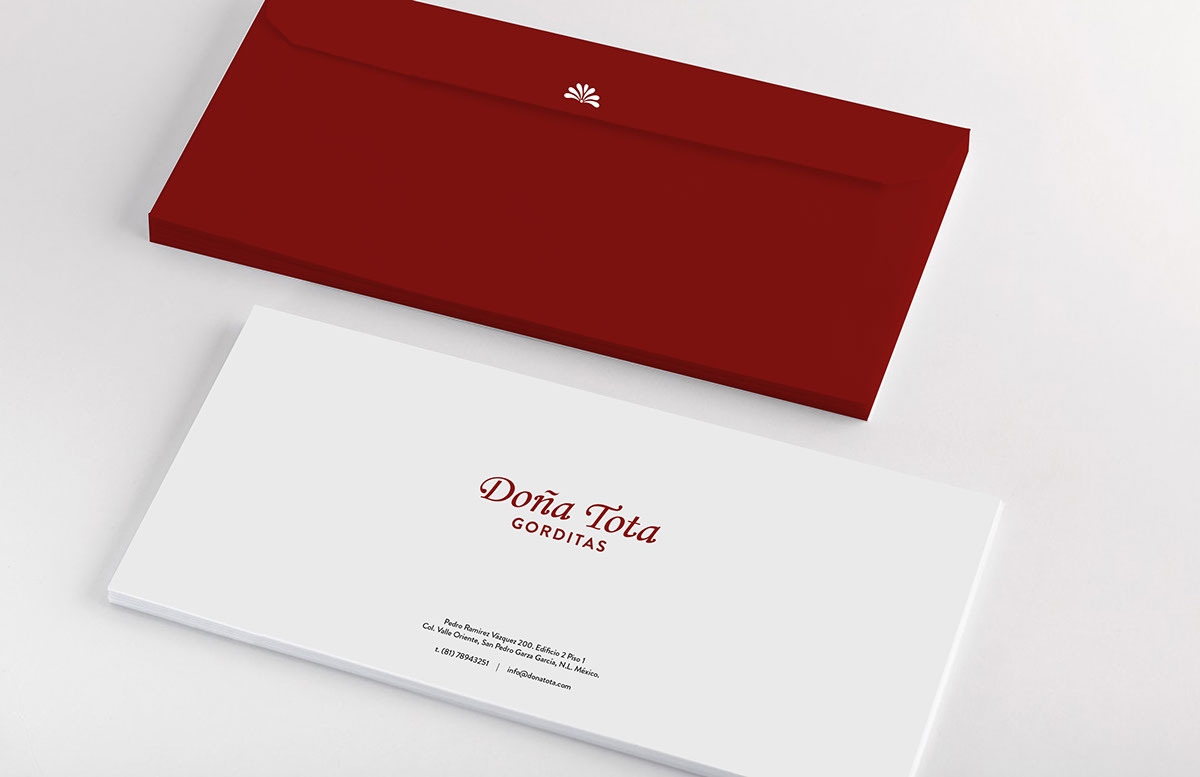 Doña Tota
GORDITAS
Pedro Ramírez Vázquez 200. Edificio 2 Piso 1
Col. Valle Oriente, San Pedro Garza García, N.L. México.
t. (81) 78943251 | info@donatota.com